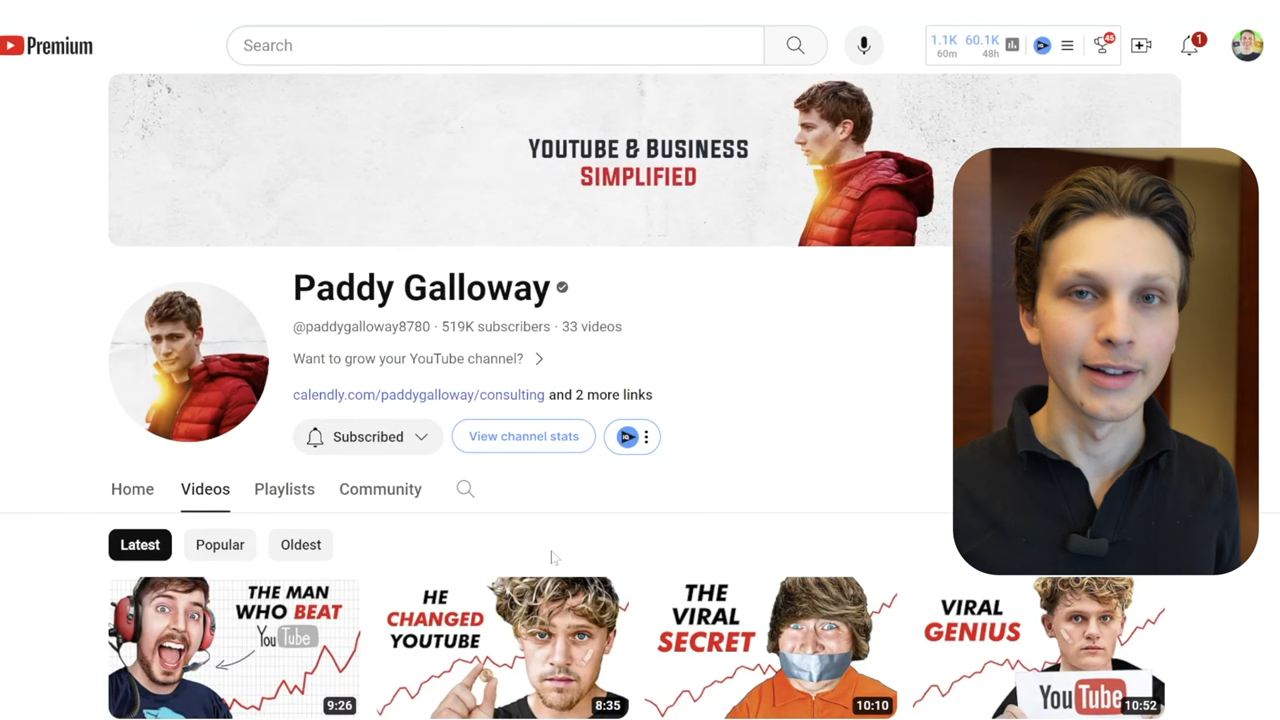 Premium
Search
1.1K 60.1K
60m 48h
45
1
YOUTUBE & BUSINESS
SIMPLIFIED
Paddy Galloway
@paddygalloway8780 · 519K subscribers · 33 videos
Want to grow your YouTube channel?
calendly.com/paddygalloway/consulting and 2 more links
Subscribed
View channel stats
IQ
Home Videos Playlists Community
Latest Popular Oldest
THE MAN
WHO BEAT
YouTube
9:26
HE
CHANGED
YOUTUBE
8:35
THE
VIRAL
SECRET
10:10
VIRAL
GENIUS
YouTube
10:52